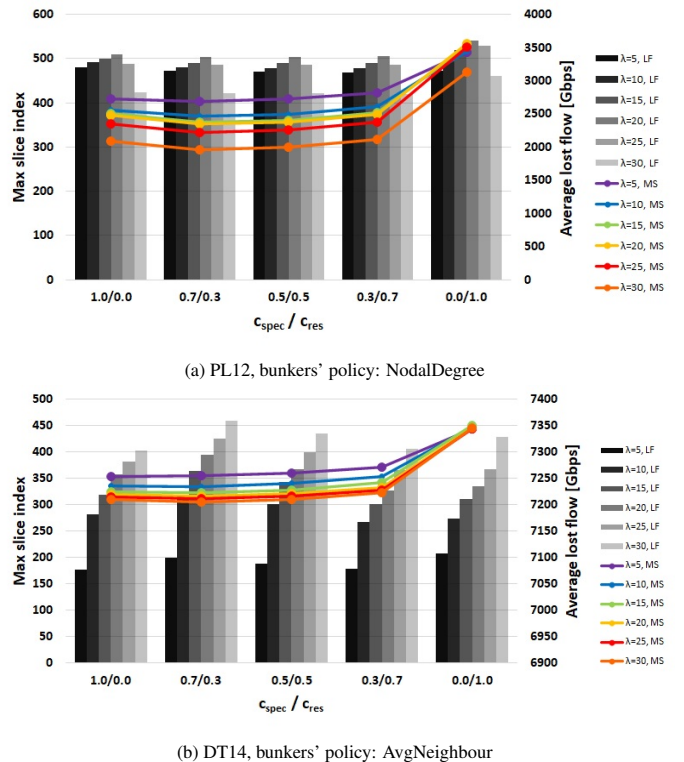 600
500
400
300
200
100
0
Max slice index
4000
3500
3000
2500
2000
1500
1000
500
0
Average lost flow [Gbps]
1.0/0.0 0.7/0.3 0.5/0.5 0.3/0.7 0.0/1.0
cspec / cres
λ=5, LF
λ=10, LF
λ=15, LF
λ=20, LF
λ=25, LF
λ=30, LF
λ=5, MS
λ=10, MS
λ=15, MS
λ=20, MS
λ=25, MS
λ=30, MS
(a) PL12, bunkers’ policy: NodalDegree
500
450
400
350
300
250
200
150
100
50
0
Max slice index
7400
7350
7300
7250
7200
7150
7100
7050
7000
6950
6900
Average lost flow [Gbps]
1.0/0.0 0.7/0.3 0.5/0.5 0.3/0.7 0.0/1.0
cspec / cres
λ=5, LF
λ=10, LF
λ=15, LF
λ=20, LF
λ=25, LF
λ=30, LF
λ=5, MS
λ=10, MS
λ=15, MS
λ=20, MS
λ=25, MS
λ=30, MS
(b) DT14, bunkers’ policy: AvgNeighbour